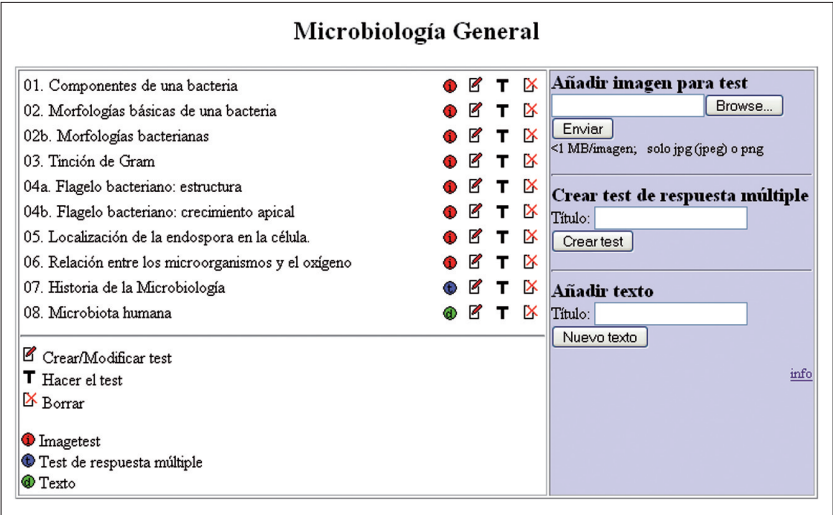 Microbiología General
01. Componentes de una bacteria
02. Morfologías básicas de una bacteria
02b. Morfologías bacterianas
03. Tinción de Gram
04a. Flagelo bacteriano: estructura
04b. Flagelo bacteriano: crecimiento apical
05. Localización de la endospora en la célula.
06. Relación entre los microorganismos y el oxígeno
07. Historia de la Microbiología
08. Microbiota humana
Crear/Modificar test
T Hacer el test
Borrar
i Imagetest
t Test de respuesta múltiple
d Texto
Añadir imagen para test
Browse...
Enviar
<1 MB/imagen; solo jpg (jpeg) o png
Crear test de respuesta múltiple
Título:
Crear test
Añadir texto
Título:
Nuevo texto
info